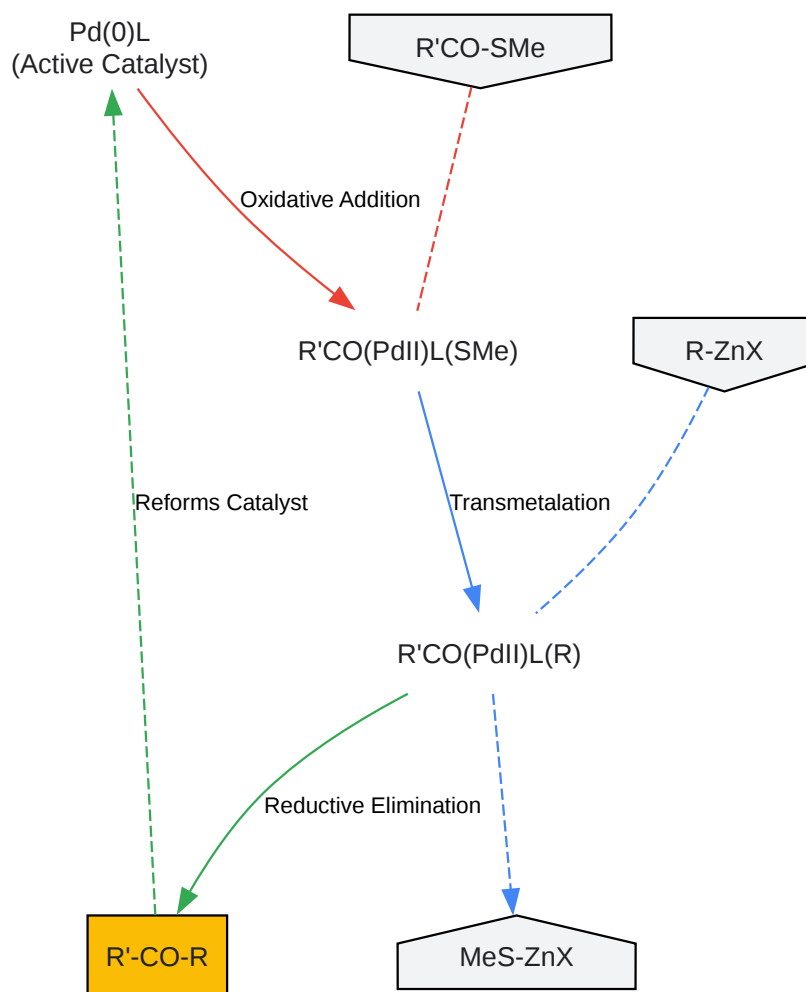 Pd(0)L
(Active Catalyst)
R'CO-SMe
Oxidative Addition
R'CO(PdII)L(SMe)
R-ZnX
Reforms Catalyst
Transmetalation
R'CO(PdII)L(R)
Reductive Elimination
R'-CO-R
MeS-ZnX